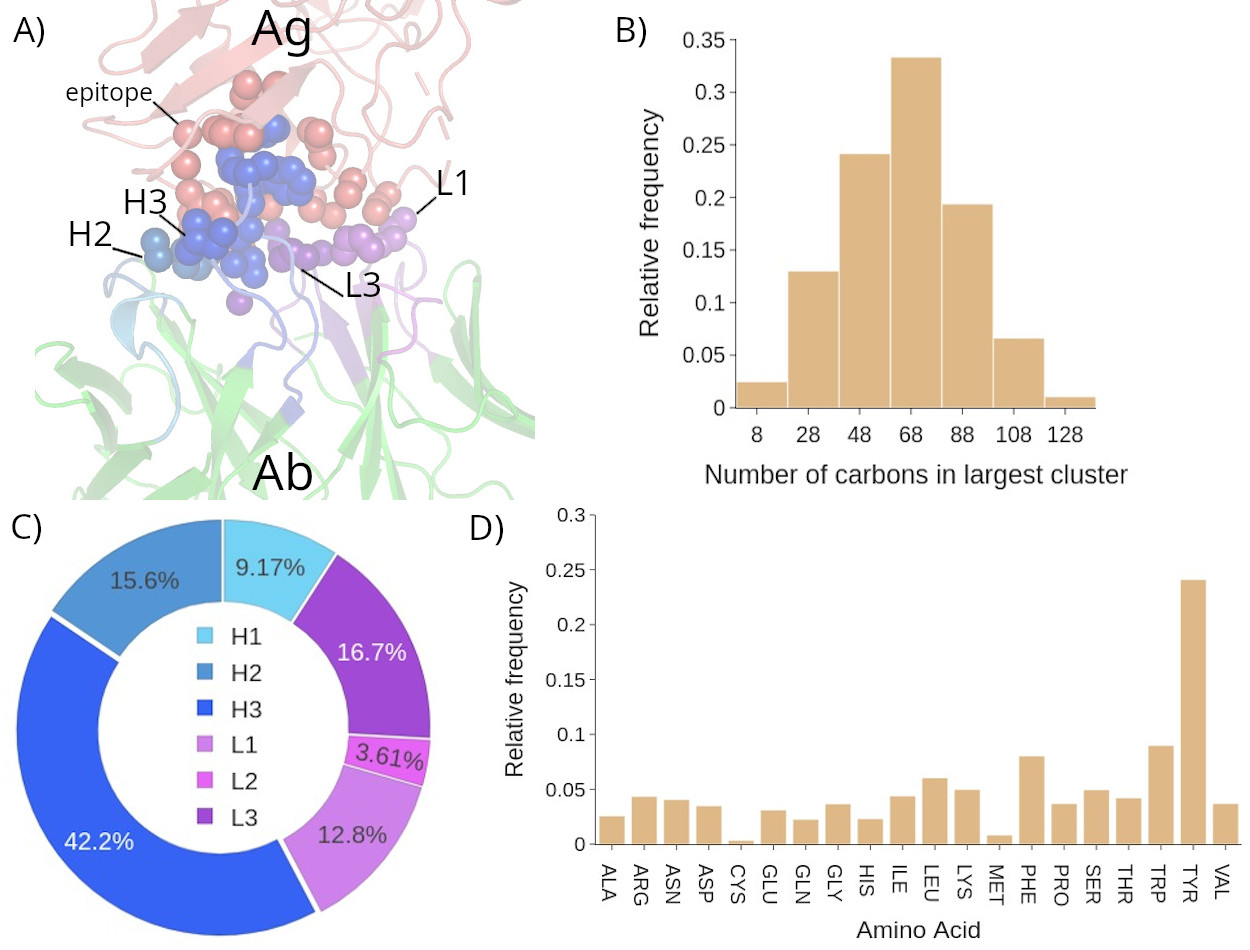 A)
Ag
epitope
H3
H2
L1
L3
Ab
B)
Relative frequency
0.35
0.3
0.25
0.2
0.15
0.1
0.05
0
8 28 48 68 88 108 128
Number of carbons in largest cluster
C)
15.6%
9.17%
16.7%
3.61%
12.8%
42.2%
H1
H2
H3
L1
L2
L3
D)
Relative frequency
0.3
0.25
0.2
0.15
0.1
0.05
0
ALA ARG ASN ASP CYS GLU GLN GLY HIS ILE LEU LYS MET PHE PRO SER THR TRP TYR VAL
Amino Acid